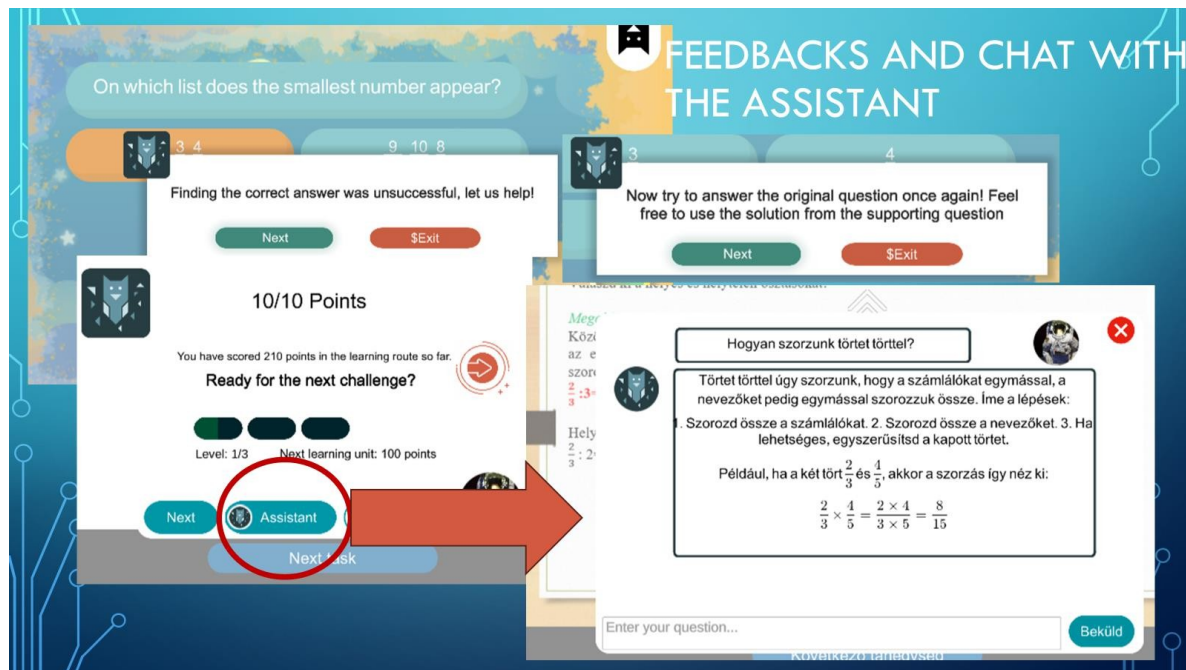 FEEDBACKS AND CHAT WITH
THE ASSISTANT
On which list does the smallest number appear?
3 4
9 10 8
Finding the correct answer was unsuccessful, let us help!
Next
$Exit
3
4
Now try to answer the original question once again! Feel
free to use the solution from the supporting question
Next
$Exit
10/10 Points
You have scored 210 points in the learning route so far.
Ready for the next challenge?
Level: 1/3
Next learning unit: 100 points
Next
Assistant
Next task
az e
Hely
Hogyan szorzunk törtet törttel?
Törtet törttel úgy szorzunk, hogy a számlálókat egymással, a
nevezőket pedig egymással szorozzuk össze. Íme a lépések:
1. Szorozd össze a számlálókat. 2. Szorozd össze a nevezőket. 3. Ha
lehetséges, egyszerűsítsd a kapott törtet.
Például, ha a két tört 2/3 és 4/5, akkor a szorzás így néz ki:
2/3 × 4/5 = 2 × 4/3 × 5 = 8/15
Enter your question...
Beküld
Következő tanegység